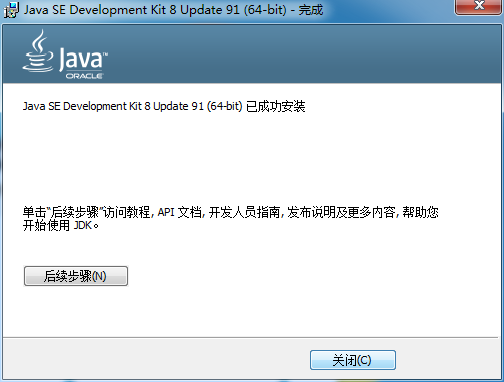 Java SE Development Kit 8 Update 91 (64-bit) - 完成
Java™
ORACLE
Java SE Development Kit 8 Update 91 (64-bit) 已成功安装
单击“后续步骤”访问教程, API 文档, 开发人员指南, 发布说明及更多内容, 帮助您
开始使用 JDK。
后续步骤(N)
关闭(C)